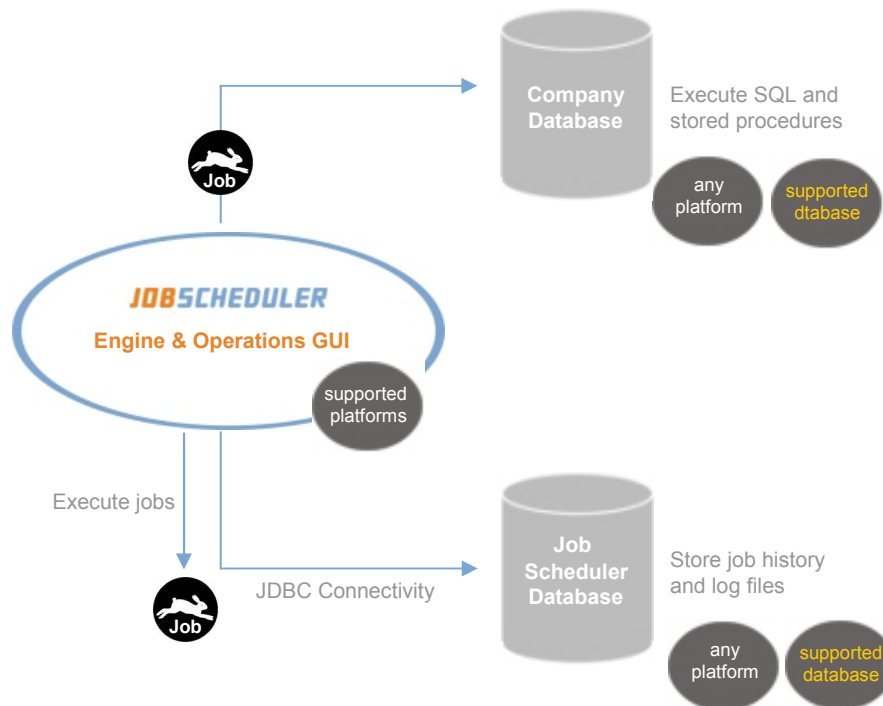 Company
Database
Execute SQL and
stored procedures
Job
any
platform
supported
dtabase
JOBSCHEDULER
Engine & Operations GUI
supported
platforms
Execute jobs
JDBC Connectivity
Job
Job
Scheduler
Database
Store job history
and log files
any
platform
supported
database